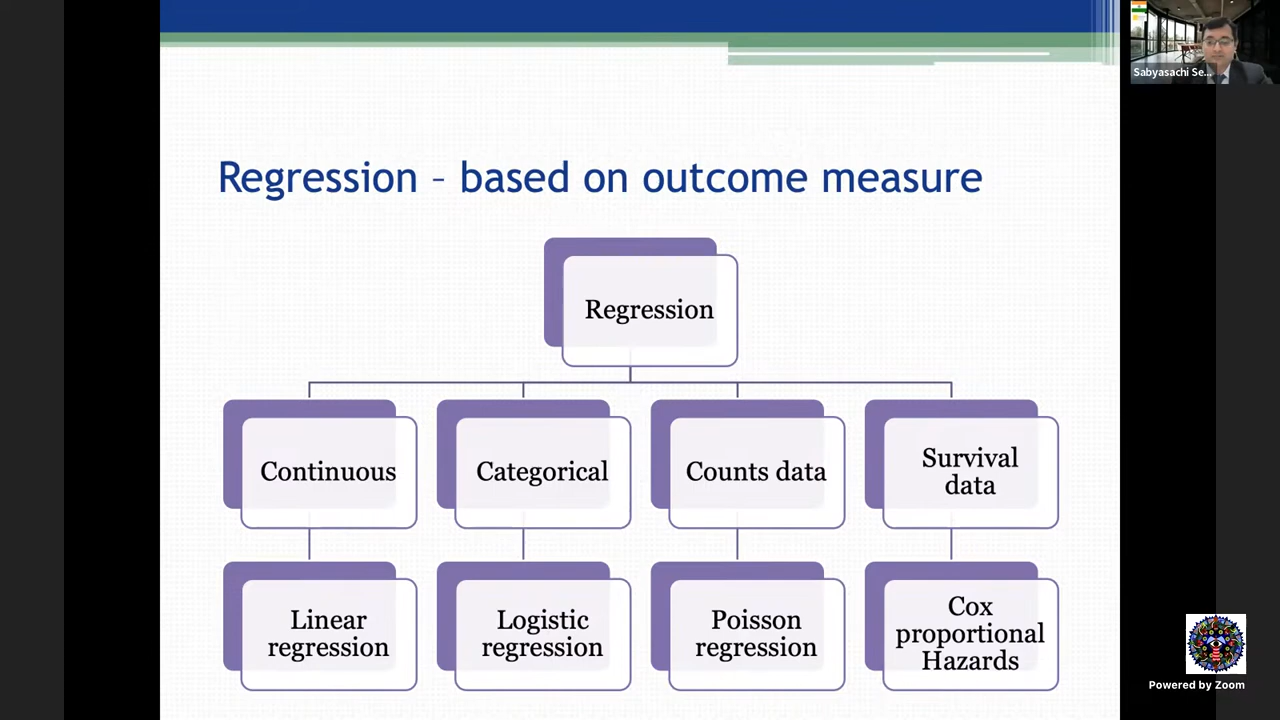 Sabyasachi Se...
Regression – based on outcome measure
Regression
Continuous
Categorical
Counts data
Survival
data
Linear
regression
Logistic
regression
Poisson
regression
Cox
proportional
Hazards
Powered by Zoom